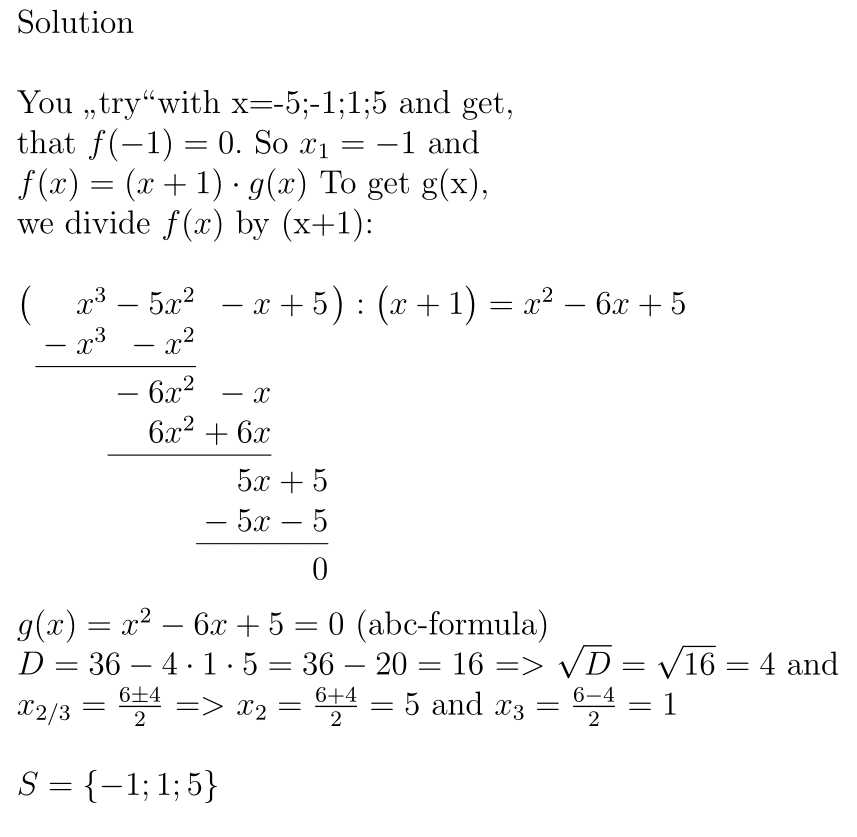 Solution
You „try“with x=-5;-1;1;5 and get,
that f(−1) = 0. So x₁ = −1 and
f(x) = (x + 1) · g(x) To get g(x),
we divide f(x) by (x+1):
( x³ − 5x² − x + 5) : (x + 1) = x² − 6x + 5
− x³ − x²
− 6x² − x
6x² + 6x
5x + 5
− 5x − 5
0
g(x) = x² − 6x + 5 = 0 (abc-formula)
D = 36 − 4 · 1 · 5 = 36 − 20 = 16 => √D = √16 = 4 and
x₂/₃ = (6±4)/2 => x₂ = (6+4)/2 = 5 and x₃ = (6−4)/2 = 1
S = {−1; 1; 5}